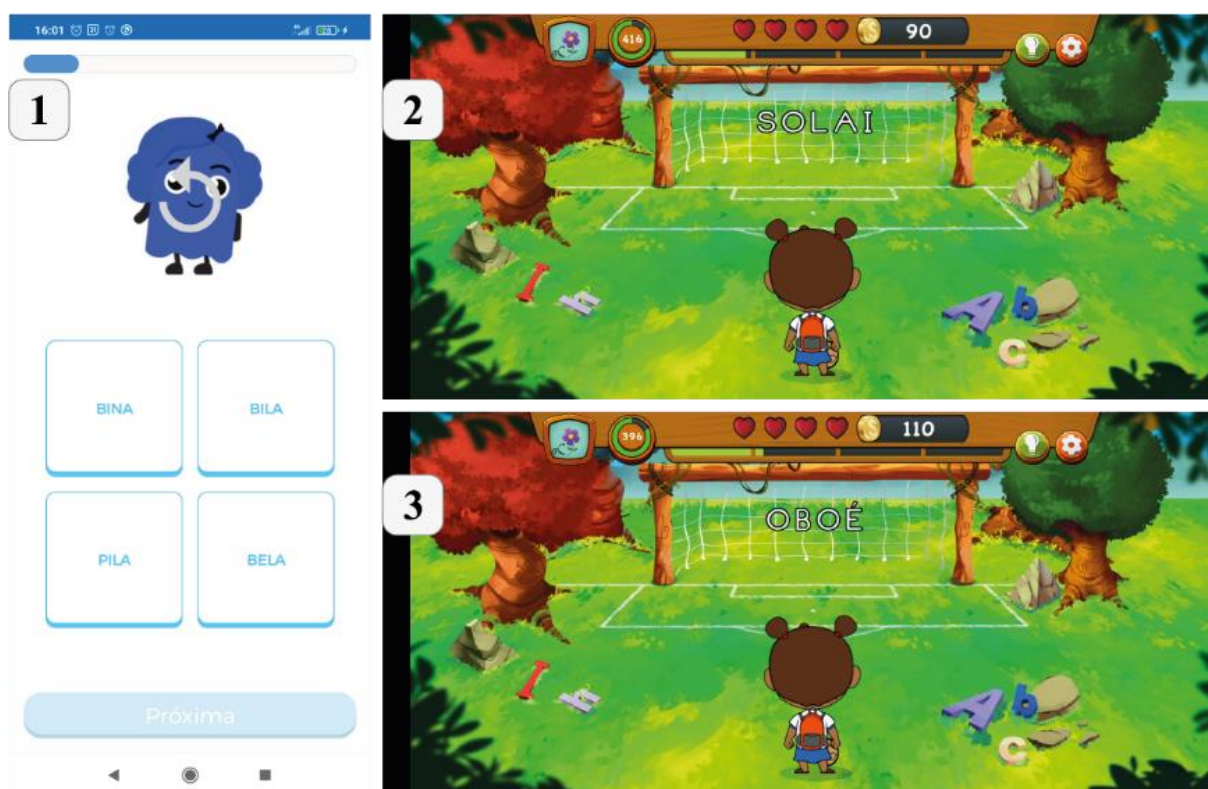 16:01
1
BINA BILA
PILA BELA
Próxima
2
416 90
SOLAI
I h
A b
c
3
396 110
OBOÉ
I h
A b
c